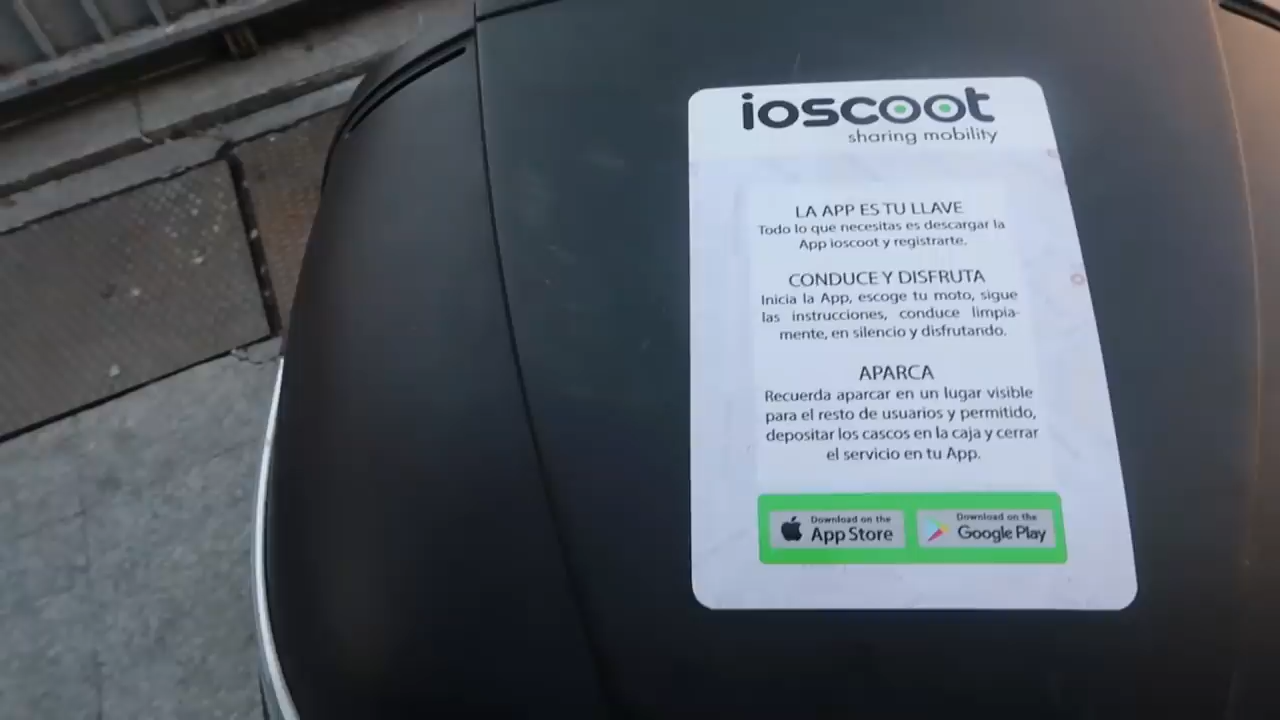 ioscoot
sharing mobility
LA APP ES TU LLAVE
Todo lo que necesitas es descargar la
App ioscoot y registrarte.
CONDUCE Y DISFRUTA
Inicia la App, escoge tu moto, sigue
las instrucciones, conduce limpia-
mente, en silencio y disfrutando.
APARCA
Recuerda aparcar en un lugar visible
para el resto de usuarios y permitido,
depositar los cascos en la caja y cerrar
el servicio en tu App.
Download on the
App Store
Download on the
Google Play